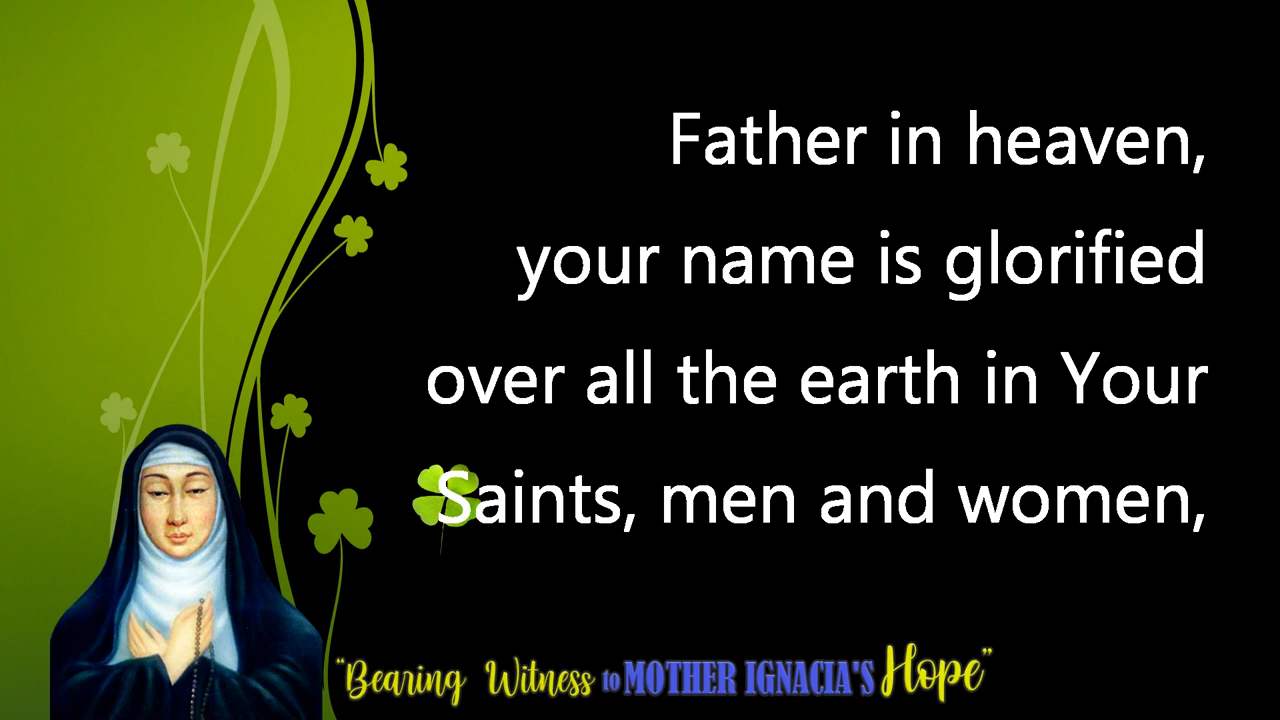 Father in heaven,
your name is glorified
over all the earth in Your
Saints, men and women,
“Bearing Witness to MOTHER IGNACIA'S Hope”